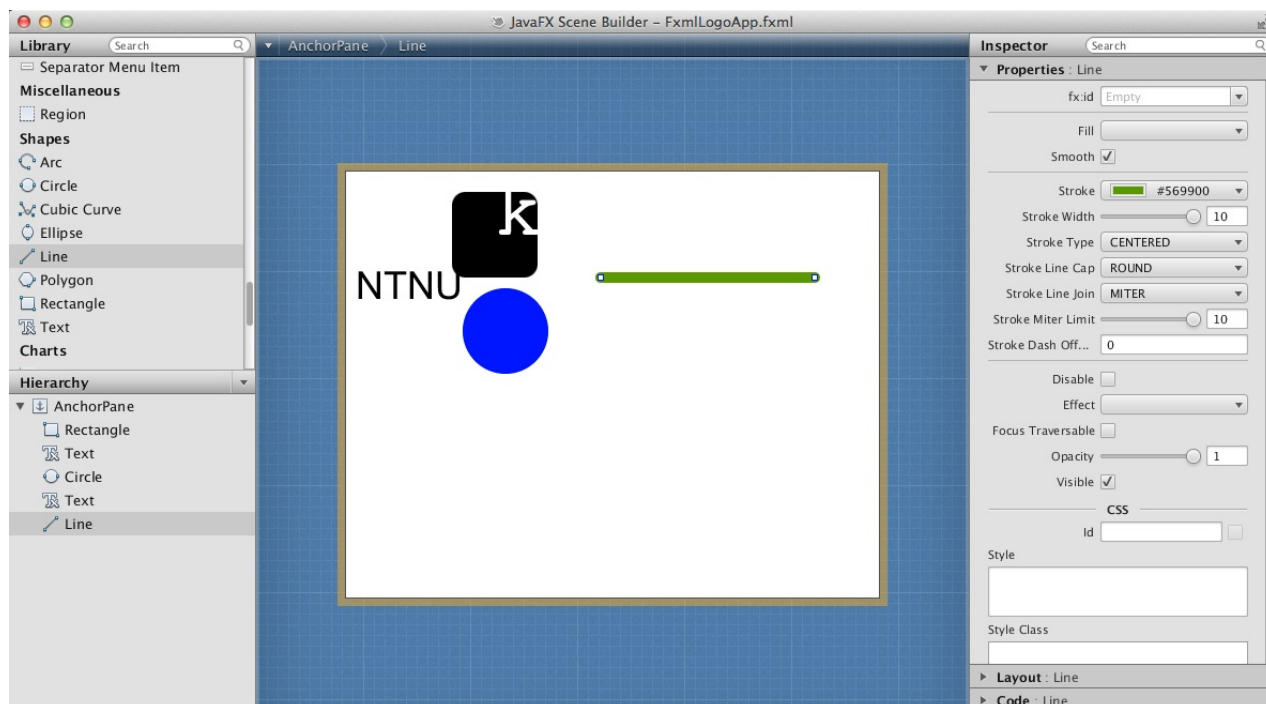 JavaFX Scene Builder – FxmlLogoApp.fxml
Library
Search
Separator Menu Item
Miscellaneous
Region
Shapes
Arc
Circle
Cubic Curve
Ellipse
Line
Polygon
Rectangle
Text
Charts
Hierarchy
AnchorPane
Rectangle
Text
Circle
Text
Line
AnchorPane
Line
k
NTNU
Inspector
Search
Properties : Line
fx:id Empty
Fill
Smooth
Stroke #569900
Stroke Width 10
Stroke Type CENTERED
Stroke Line Cap ROUND
Stroke Line Join MITER
Stroke Miter Limit 10
Stroke Dash Off... 0
Disable
Effect
Focus Traversable
Opacity 1
Visible
CSS
Id
Style
Style Class
Layout : Line
Code : Line